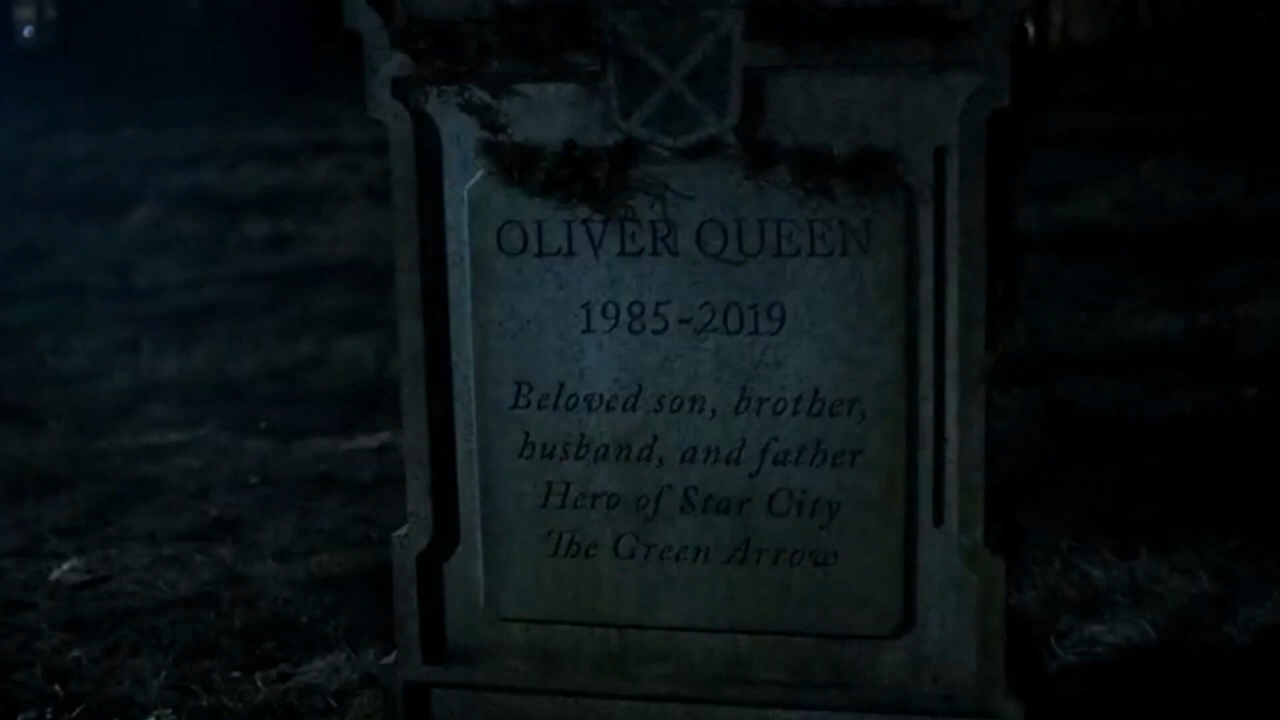 OLIVER QUEEN
1985-2019
Beloved son, brother,
husband, and father
Hero of Star City
The Green Arrow